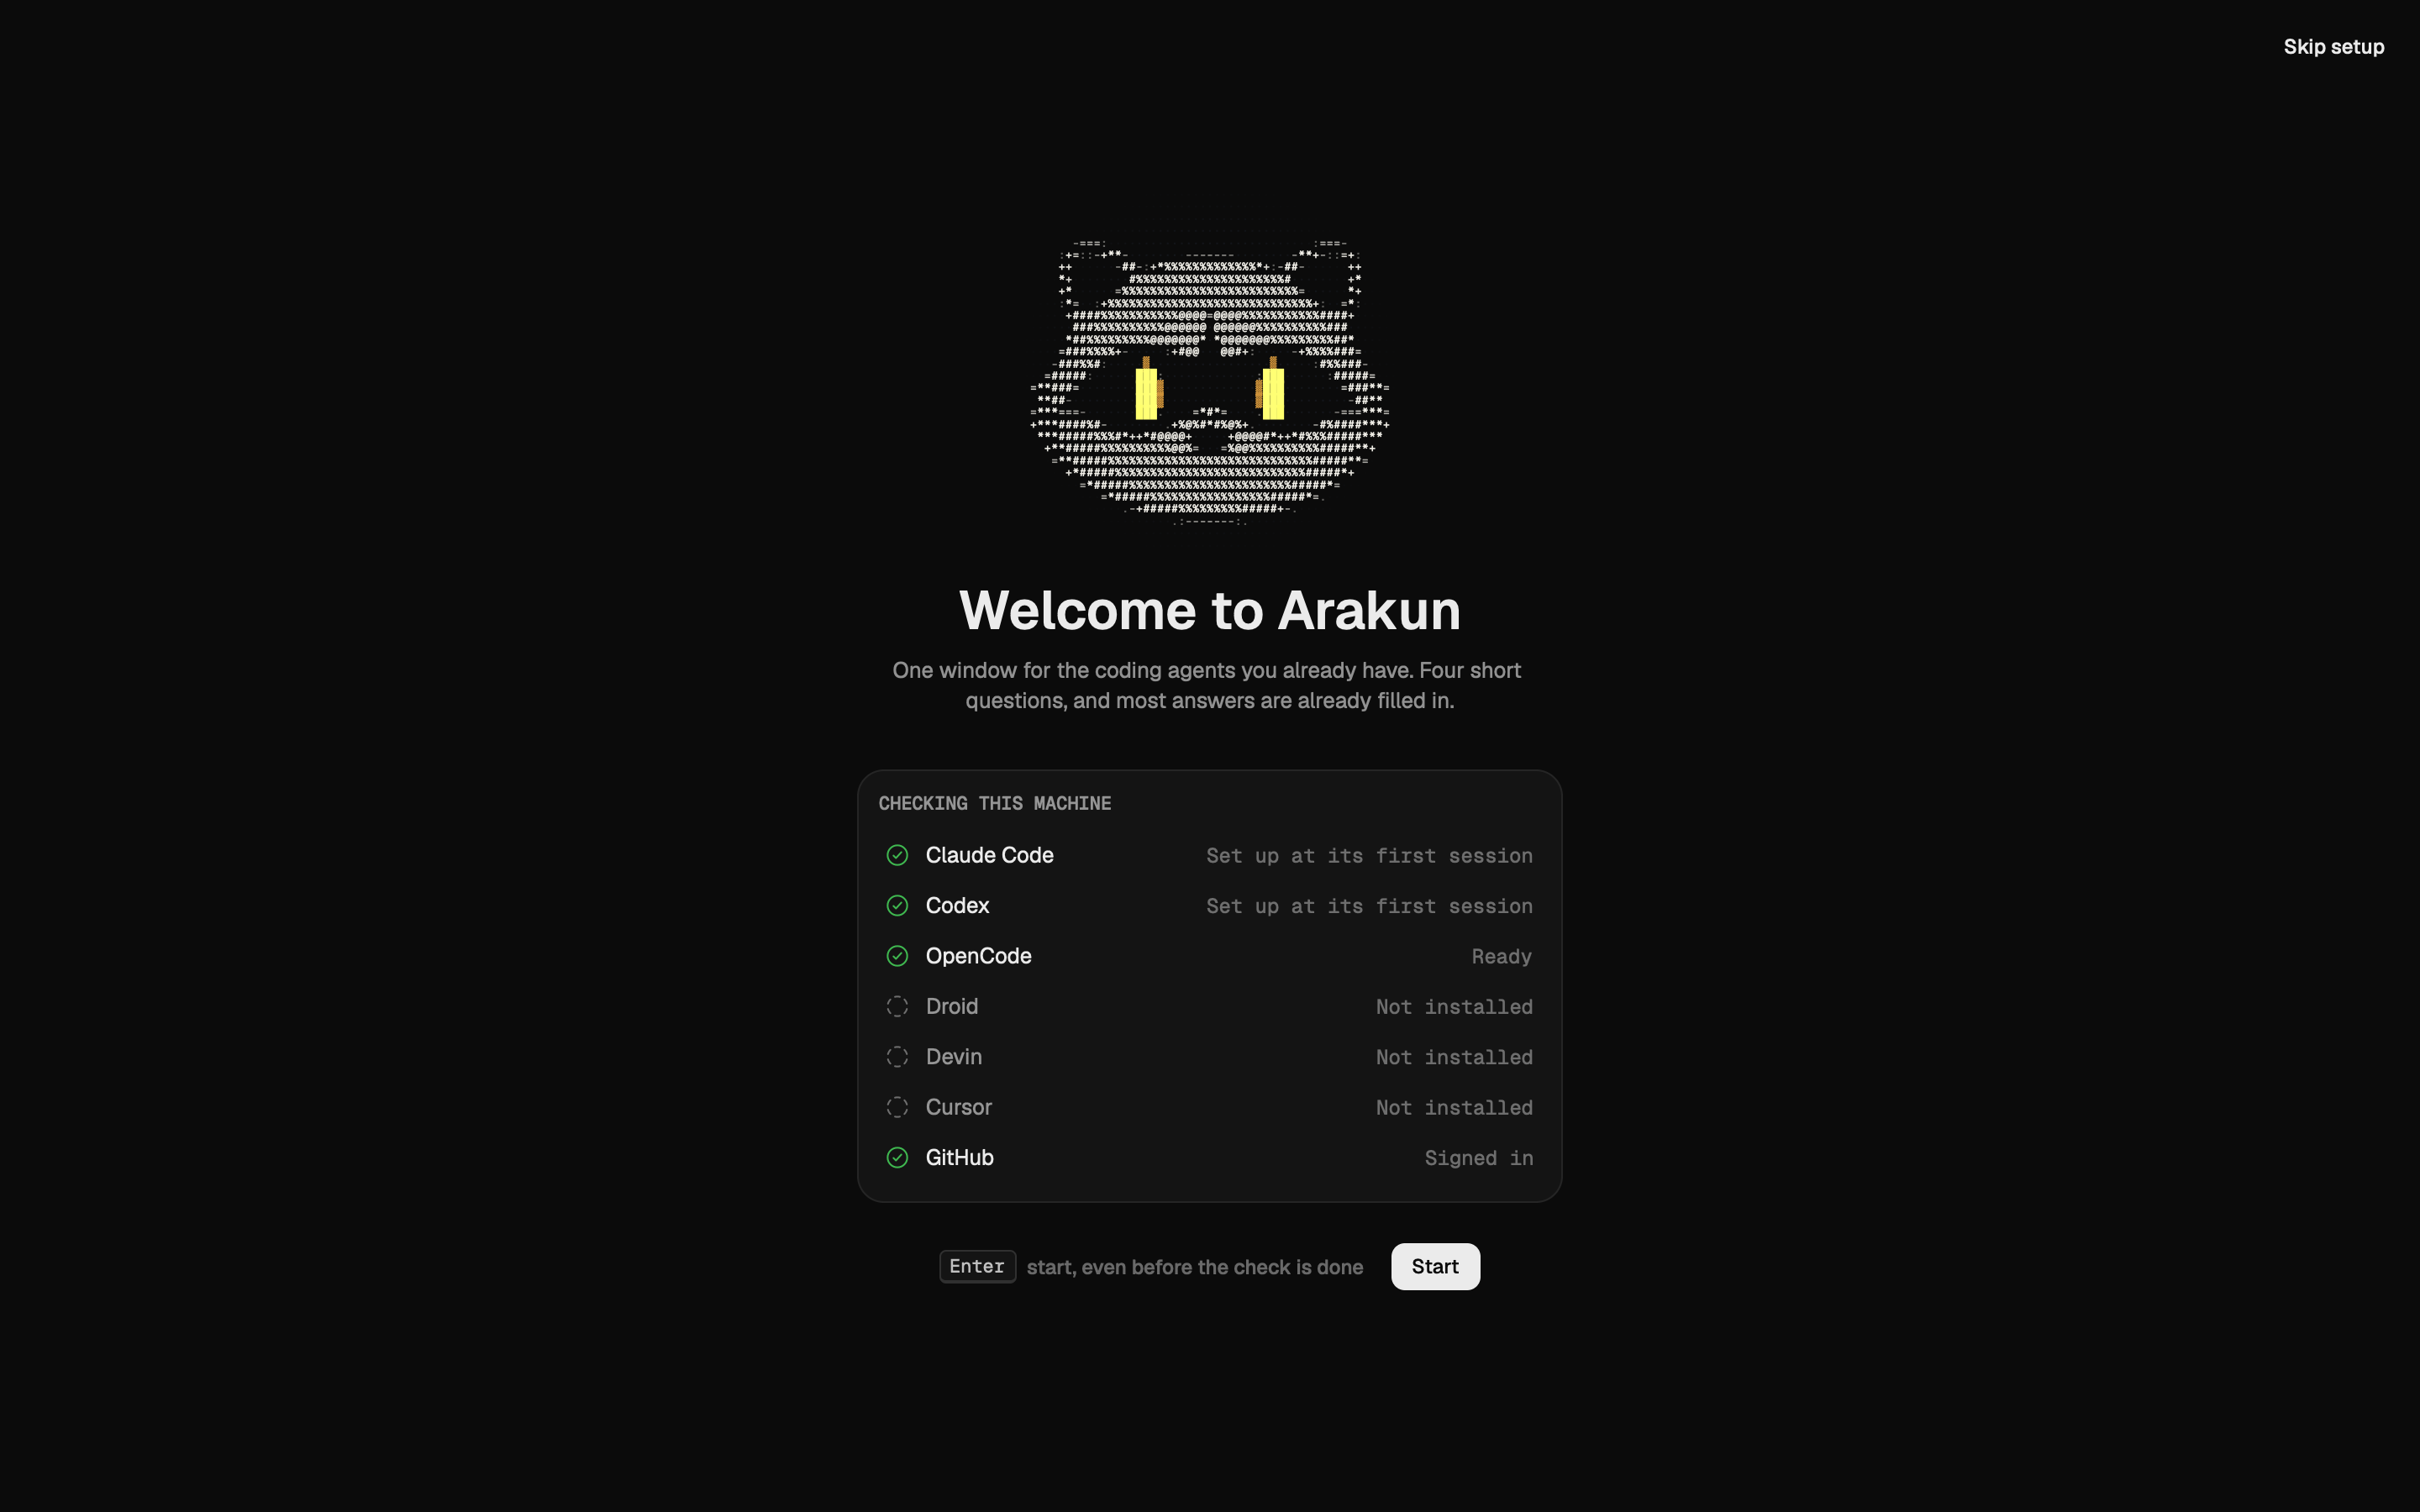 Skip setup
Welcome to Arakun
One window for the coding agents you already have. Four short
questions, and most answers are already filled in.
CHECKING THIS MACHINE
Claude Code Set up at its first session
Codex Set up at its first session
OpenCode Ready
Droid Not installed
Devin Not installed
Cursor Not installed
GitHub Signed in
Enter start, even before the check is done Start